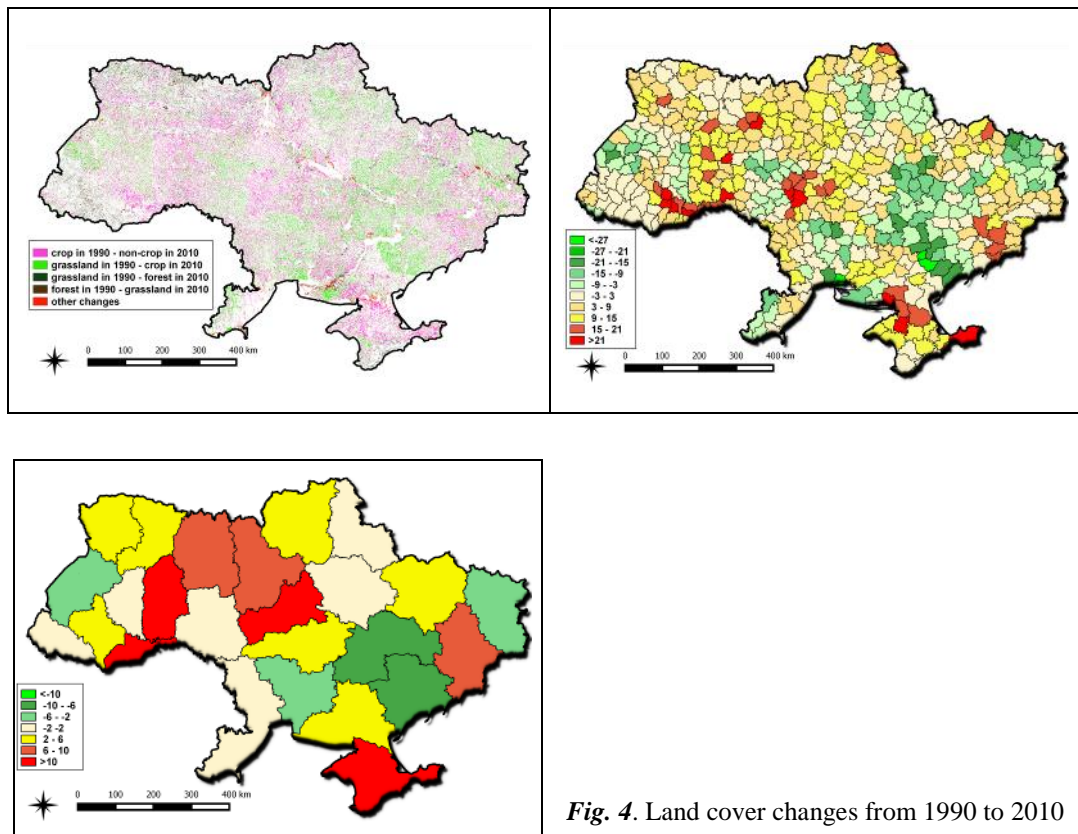 crop in 1990 - non-crop in 2010
grassland in 1990 - crop in 2010
grassland in 1990 - forest in 2010
forest in 1990 - grassland in 2010
other changes
0 100 200 300 400 km
<-27
-27 - -21
-21 - -15
-15 - -9
-9 - -3
-3 - 3
3 - 9
9 - 15
15 - 21
>21
0 100 200 300 400 km
<-10
-10 - -6
-6 - -2
-2 - 2
2 - 6
6 - 10
>10
0 100 200 300 400 km
Fig. 4. Land cover changes from 1990 to 2010